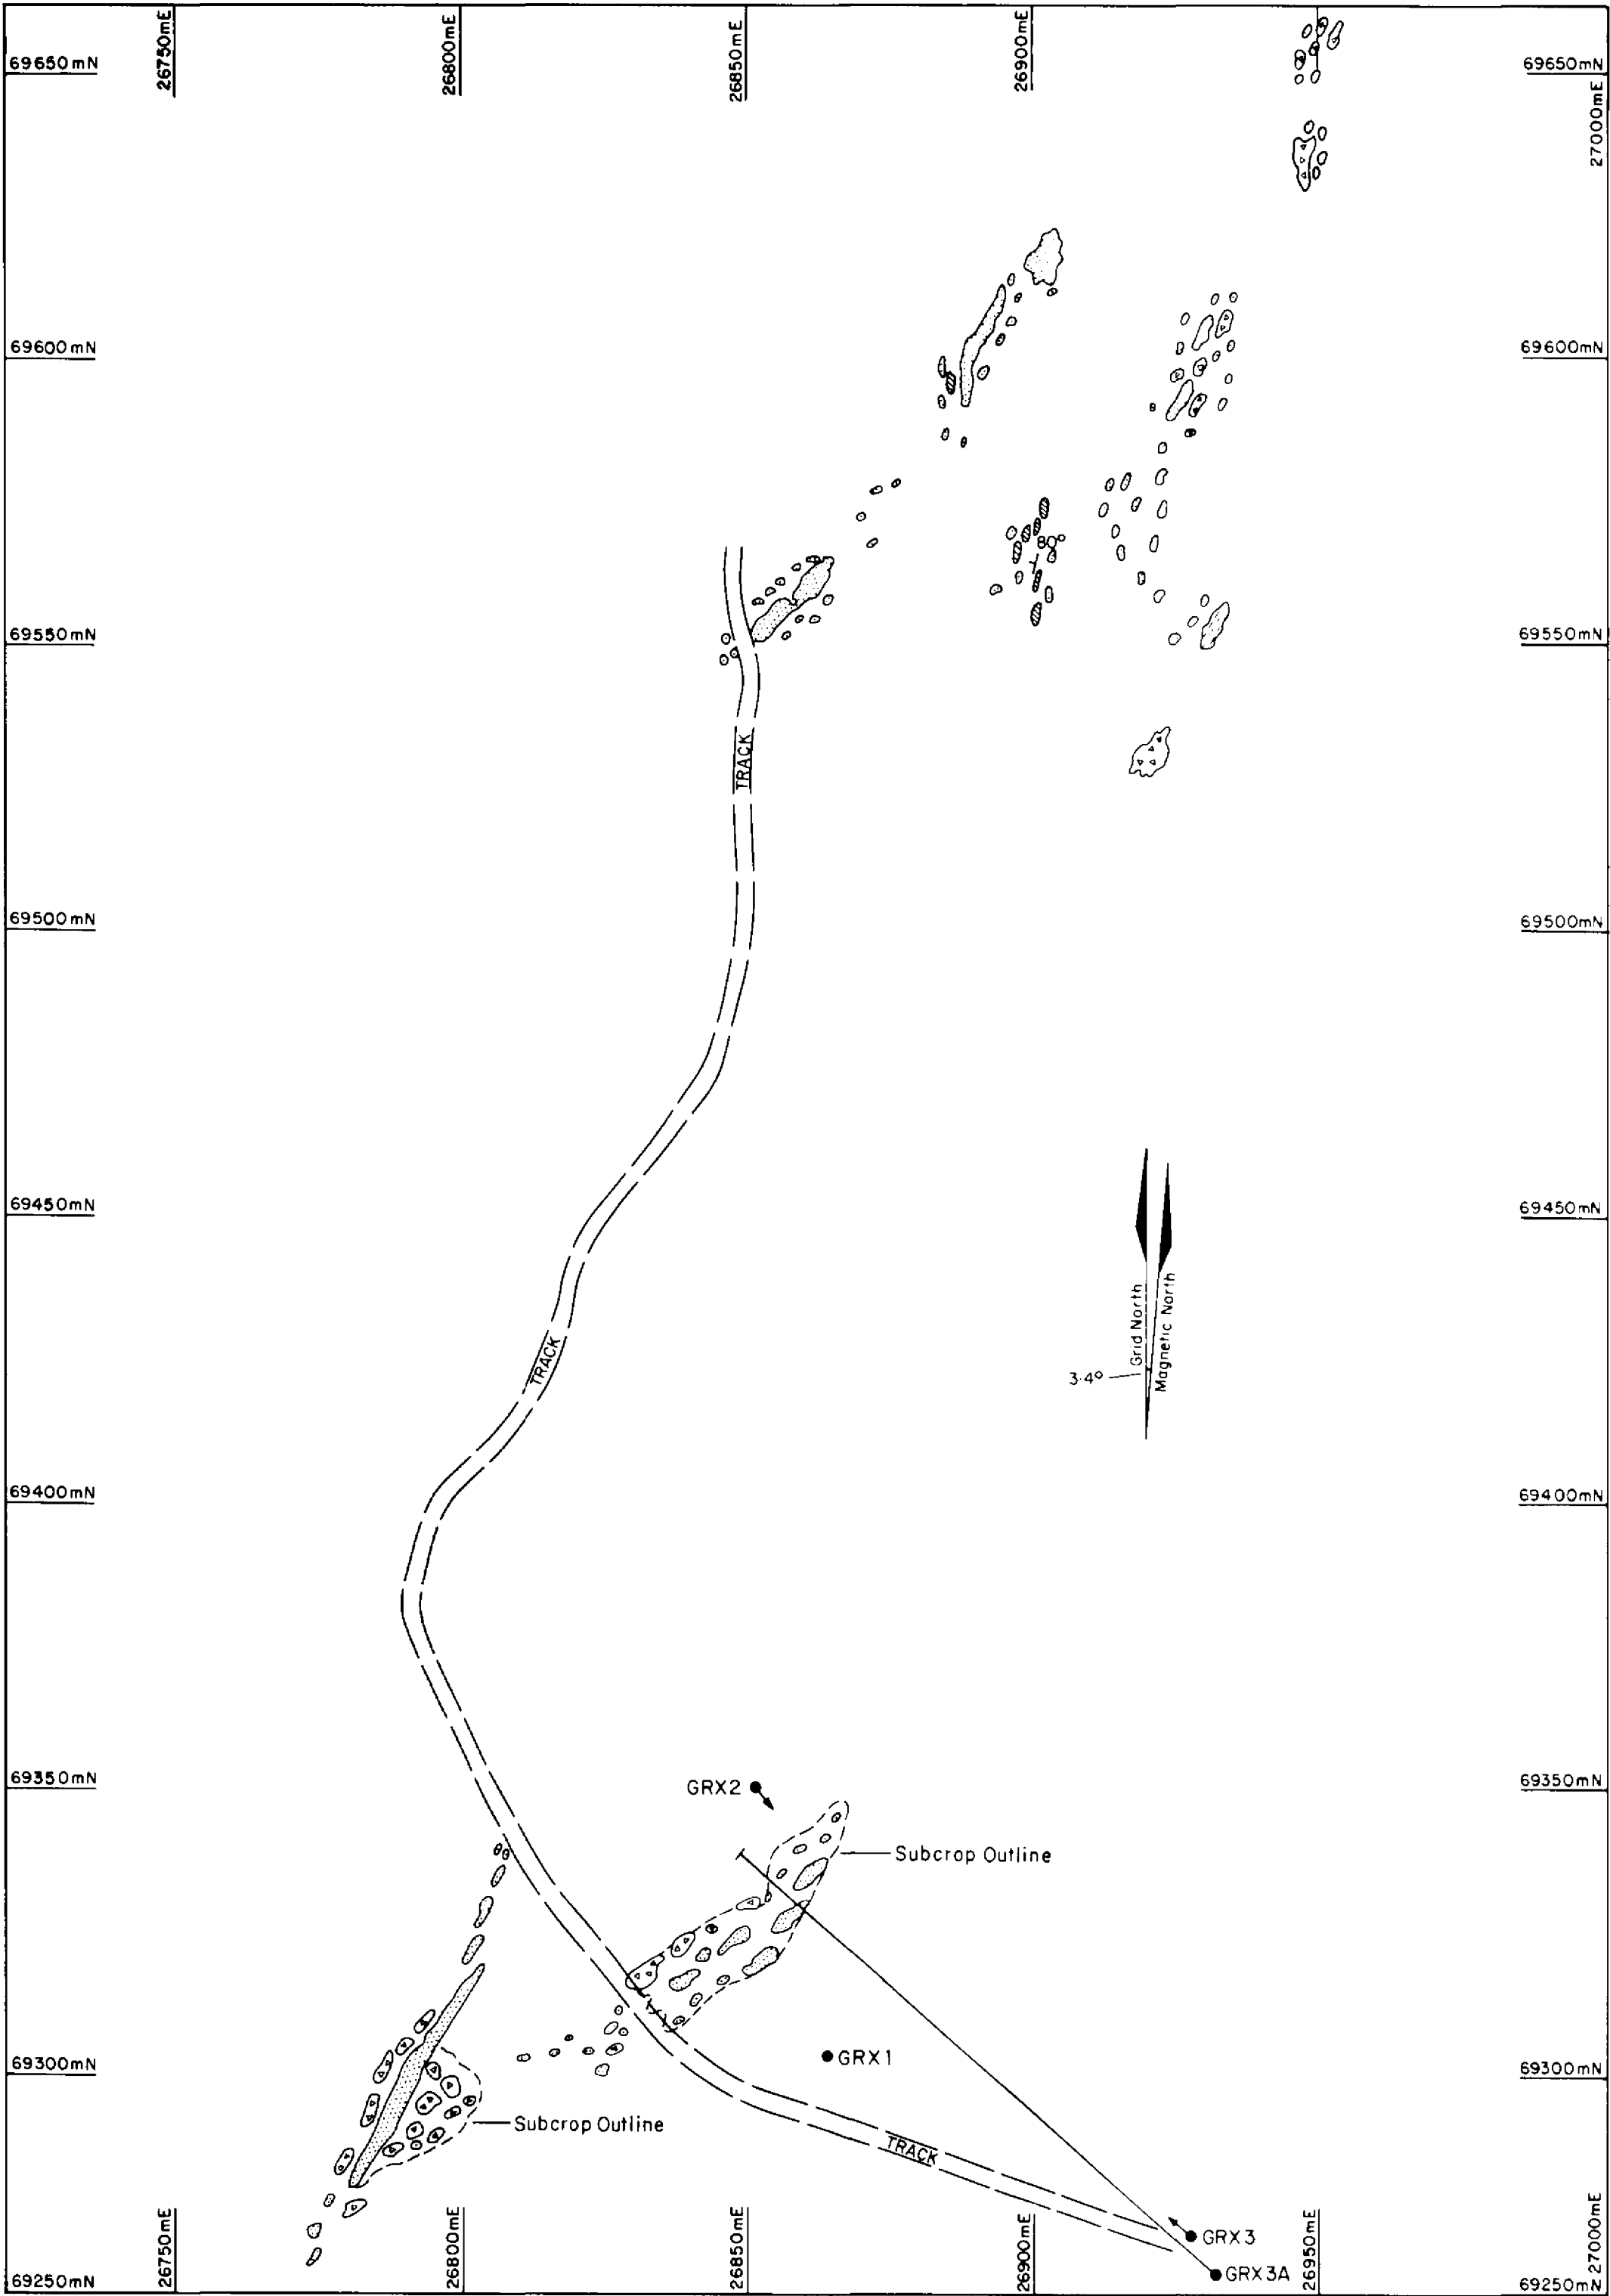 26750mE
26800mE
26850mE
26900mE
69650mN
69650mN
27000mE
69600mN
69600mN
80°
69550mN
69550mN
TRACK
69500mN
69500mN
69450mN
69450mN
Grid North
Magnetic North
3·4°
TRACK
69400mN
69400mN
69350mN
GRX2
69350mN
Subcrop Outline
69300mN
GRX1
69300mN
Subcrop Outline
TRACK
26750mE
26800mE
26850mE
26900mE
26950mE
27000mE
GRX3
GRX3A
69250mN
69250mN